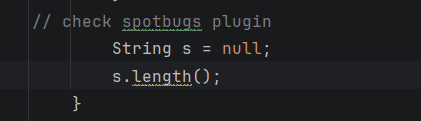 // check spotbugs plugin
String s = null;
s.length();
}